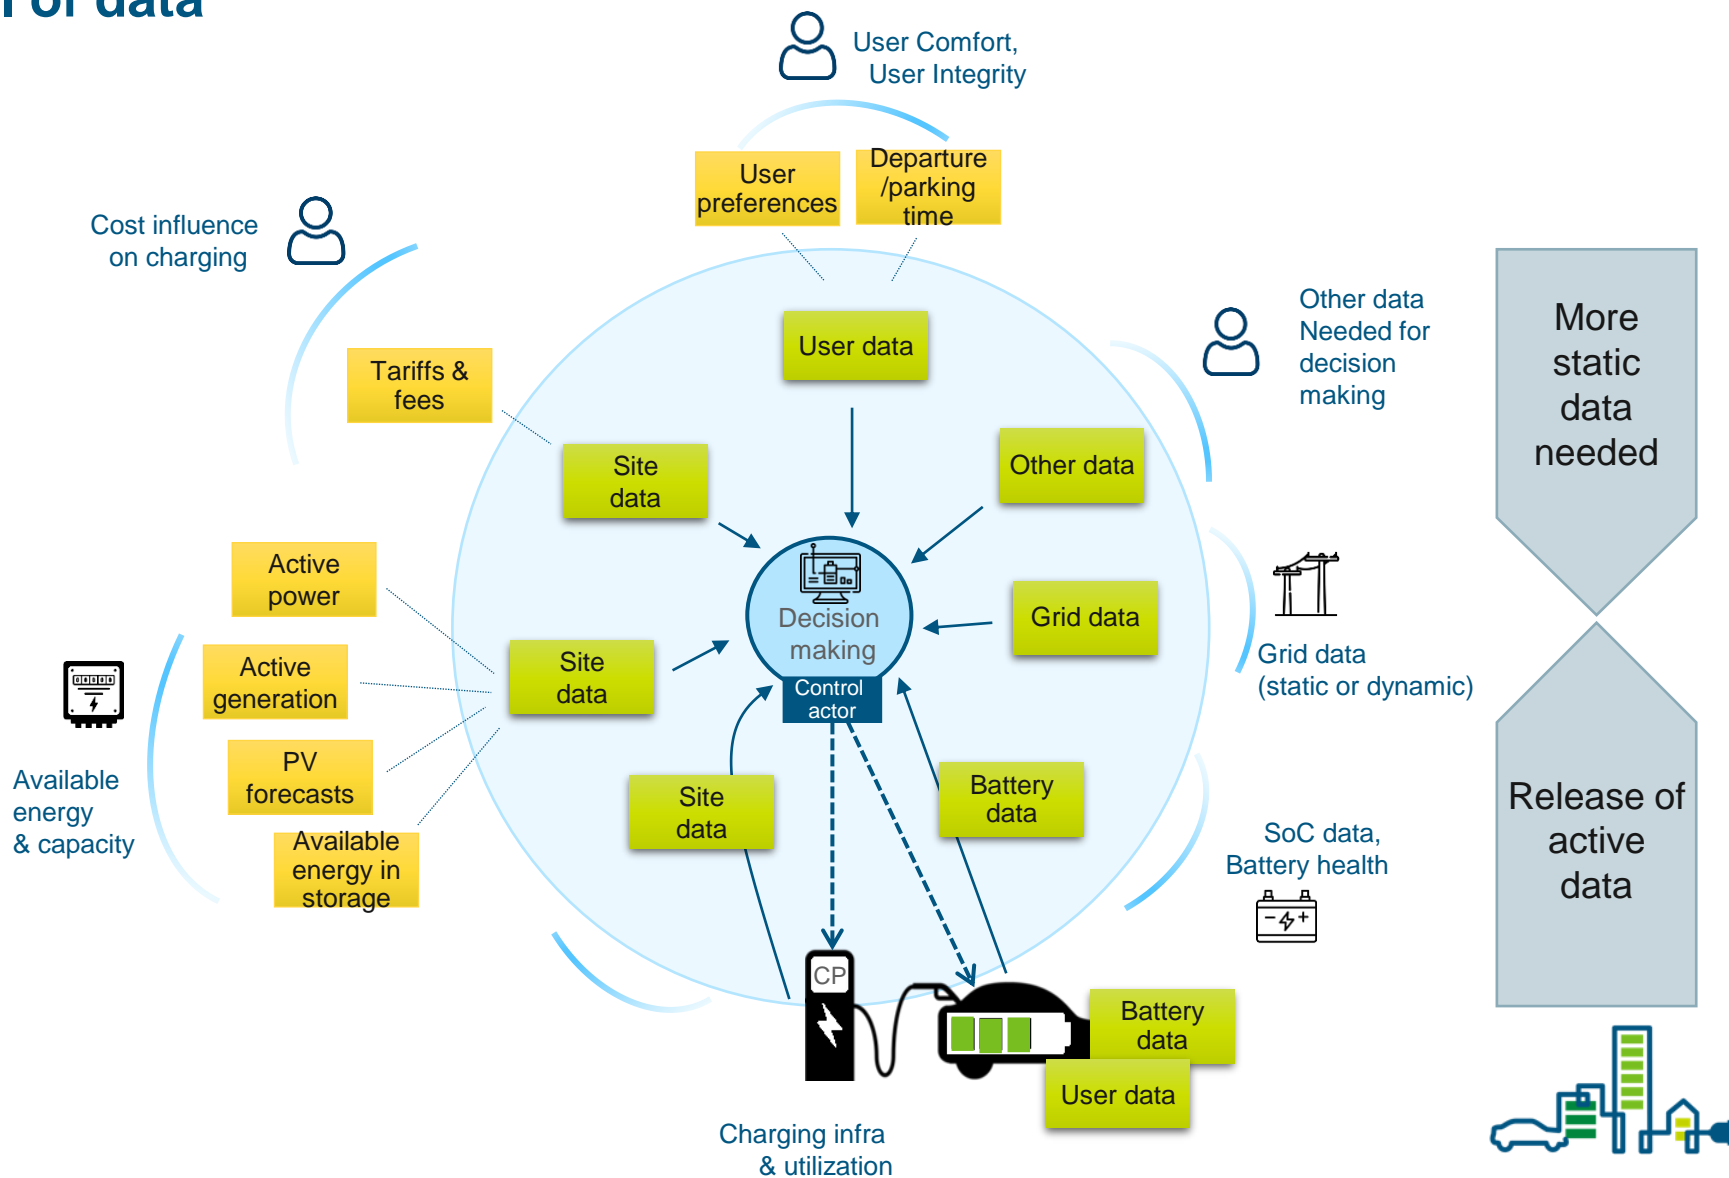 of data
User Comfort,
User Integrity
User
preferences
Departure
/parking
time
Cost influence
on charging
Tariffs &
fees
User data
Other data
Needed for
decision
making
More
static
data
needed
Site
data
Other data
Active
power
Decision
making
Grid data
Active
generation
Site
data
Control
actor
Grid data
(static or dynamic)
PV
forecasts
Available
energy
& capacity
Site
data
Battery
data
Release of
active
data
Available
energy in
storage
SoC data,
Battery health
CP
Battery
data
User data
Charging infra
& utilization